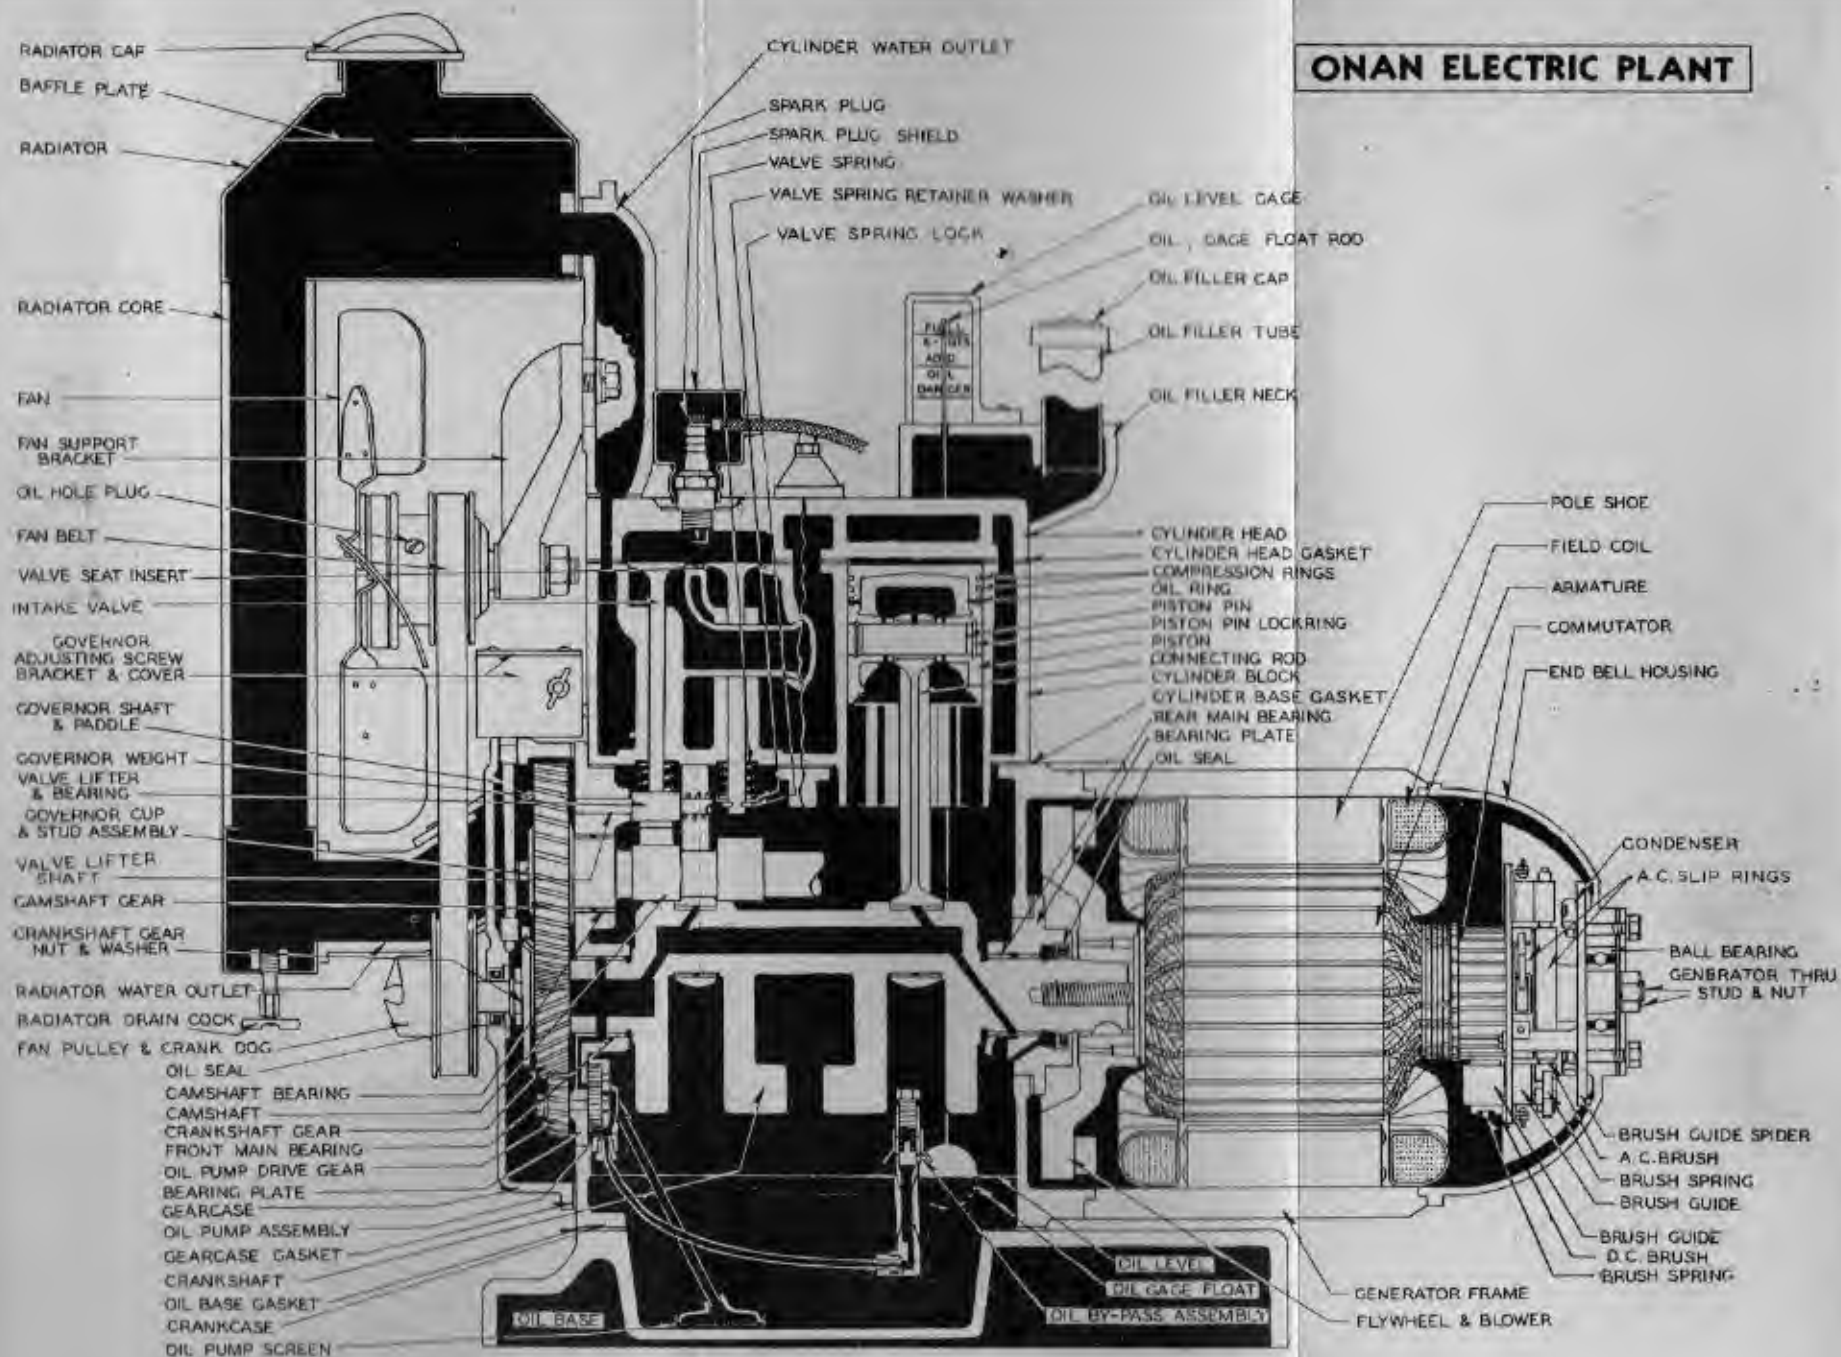 ONAN ELECTRIC PLANT
RADIATOR CAP
BAFFLE PLATE
RADIATOR
RADIATOR CORE
FAN
FAN SUPPORT
BRACKET
OIL HOLE PLUG
FAN BELT
VALVE SEAT INSERT
INTAKE VALVE
GOVERNOR
ADJUSTING SCREW
BRACKET & COVER
GOVERNOR SHAFT
& PADDLE
GOVERNOR WEIGHT
VALVE LIFTER
& BEARING
GOVERNOR CUP
& STUD ASSEMBLY
VALVE LIFTER
SHAFT
CAMSHAFT GEAR
CRANKSHAFT GEAR
NUT & WASHER
RADIATOR WATER OUTLET
RADIATOR DRAIN COCK
FAN PULLEY & CRANK DOG
OIL SEAL
CAMSHAFT BEARING
CAMSHAFT
CRANKSHAFT GEAR
FRONT MAIN BEARING
OIL PUMP DRIVE GEAR
BEARING PLATE
GEARCASE
OIL PUMP ASSEMBLY
GEARCASE GASKET
CRANKSHAFT
OIL BASE GASKET
CRANKCASE
OIL PUMP SCREEN
CYLINDER WATER OUTLET
SPARK PLUG
SPARK PLUG SHIELD
VALVE SPRING
VALVE SPRING RETAINER WASHER
VALVE SPRING LOCK
OIL LEVEL GAGE
OIL, GAGE FLOAT ROD
OIL FILLER CAP
OIL FILLER TUBE
OIL FILLER NECK
FULL
ADD
OIL
DANGER
CYLINDER HEAD
CYLINDER HEAD GASKET
COMPRESSION RINGS
OIL RING
PISTON PIN
PISTON PIN LOCKRING
PISTON
CONNECTING ROD
CYLINDER BLOCK
CYLINDER BASE GASKET
REAR MAIN BEARING
BEARING PLATE
OIL SEAL
POLE SHOE
FIELD COIL
ARMATURE
COMMUTATOR
END BELL HOUSING
CONDENSER
A.C. SLIP RINGS
BALL BEARING
GENERATOR THRU
STUD & NUT
BRUSH GUIDE SPIDER
A.C. BRUSH
BRUSH SPRING
BRUSH GUIDE
BRUSH GUIDE
D.C. BRUSH
BRUSH SPRING
GENERATOR FRAME
FLYWHEEL & BLOWER
OIL LEVEL
OIL GAGE FLOAT
OIL BY-PASS ASSEMBLY
OIL BASE